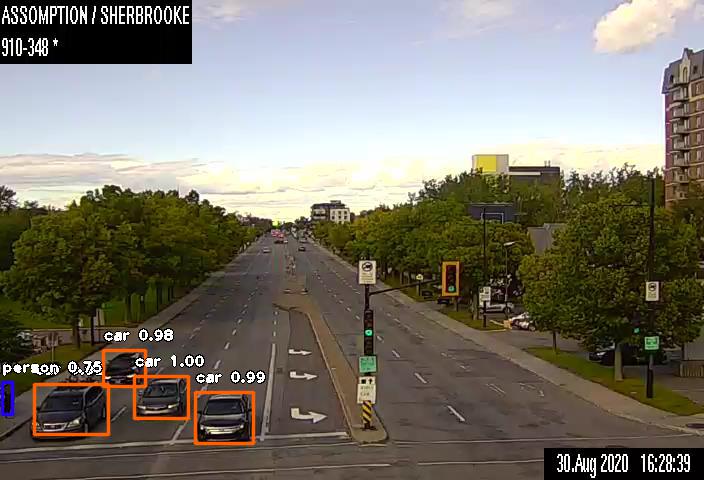 ASSOMPTION / SHERBROOKE
910-348 *
car 0.98
car 1.00
person 0.75
car 0.99
30.Aug 2020 16:28:39